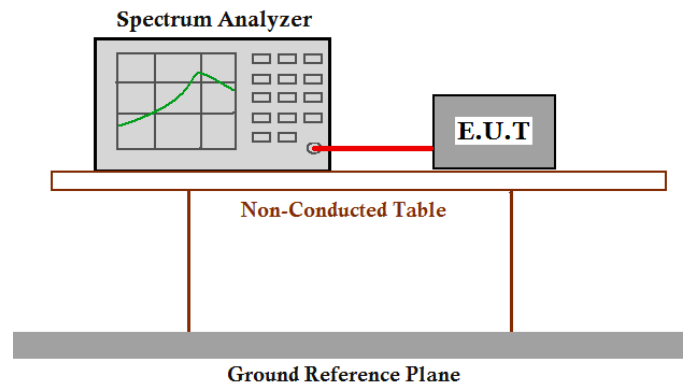 Spectrum Analyzer
E.U.T
Non-Conducted Table
Ground Reference Plane